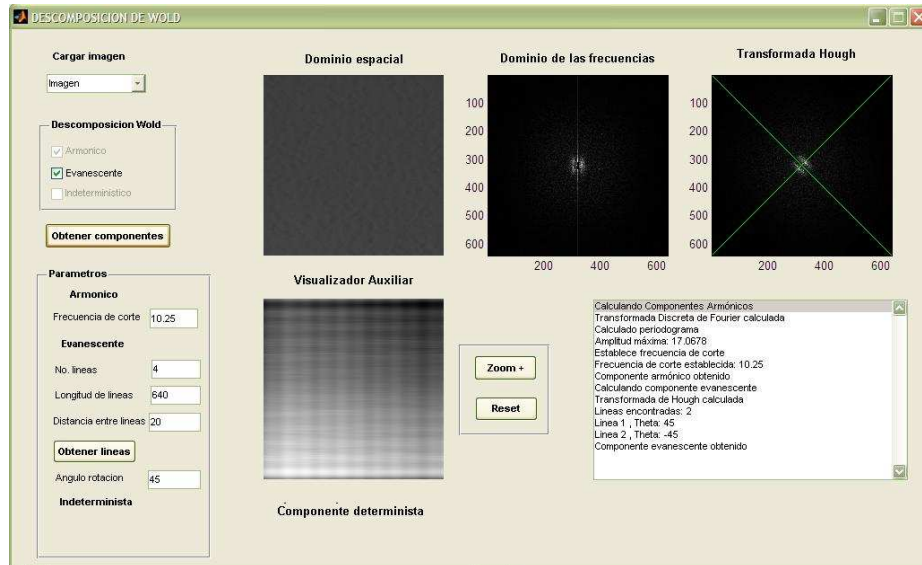 DESCOMPOSICION DE WOLD
Cargar imagen
Imagen
Descomposicion Wold
Armonico
Evanescente
Indeterministico
Obtener componentes
Parametros
Armonico
Frecuencia de corte 10.25
Evanescente
No. lineas 4
Longitud de lineas 640
Distancia entre lineas 20
Obtener lineas
Angulo rotacion 45
Indeterminista
Dominio espacial
Dominio de las frecuencias
100
200
300
400
500
600
200 400 600
Transformada Hough
100
200
300
400
500
600
200 400 600
Visualizador Auxiliar
Componente determinista
Zoom +
Reset
Calculando Componentes Armónicos
Transformada Discreta de Fourier calculada
Calculado periodograma
Amplitud máxima: 17.0678
Establece frecuencia de corte
Frecuencia de corte establecida: 10.25
Componente armónico obtenido
Calculando componente evanescente
Transformada de Hough calculada
Lineas encontradas: 2
Linea 1 , Theta: 45
Linea 2 , Theta: -45
Componente evanescente obtenido